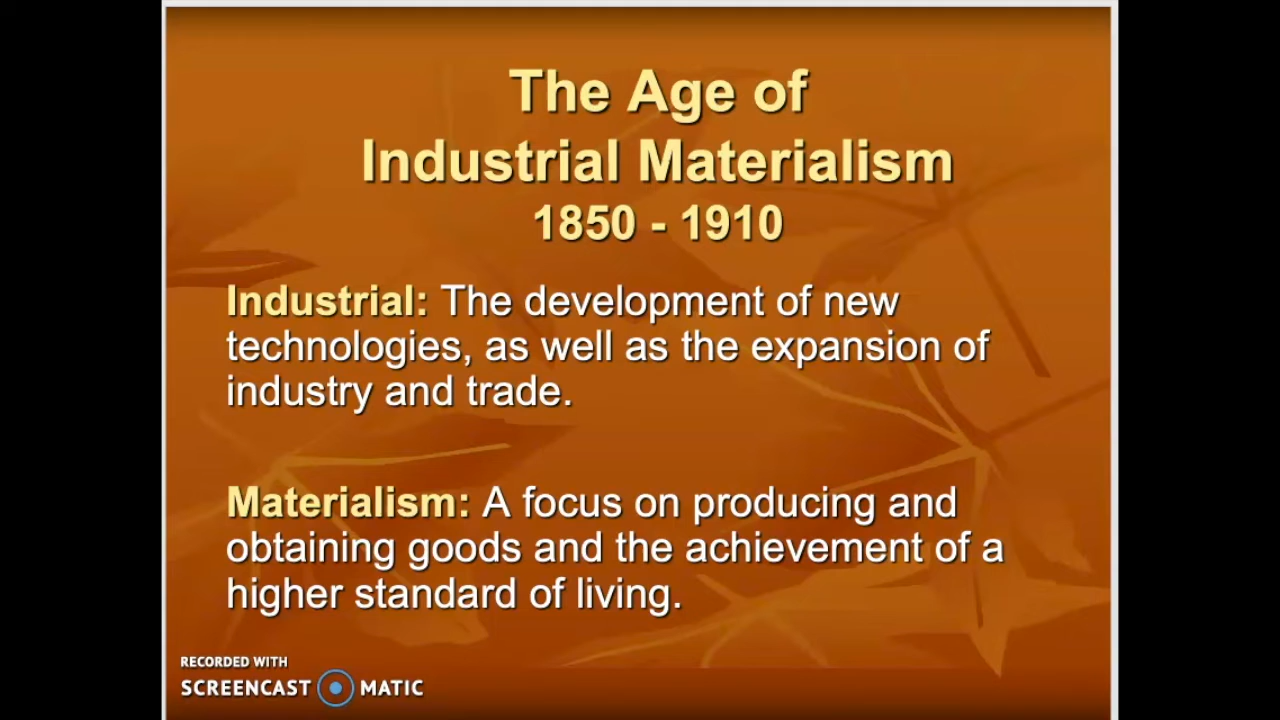 The Age of
Industrial Materialism
1850 - 1910
Industrial: The development of new
technologies, as well as the expansion of
industry and trade.
Materialism: A focus on producing and
obtaining goods and the achievement of a
higher standard of living.
RECORDED WITH
SCREENCAST MATIC